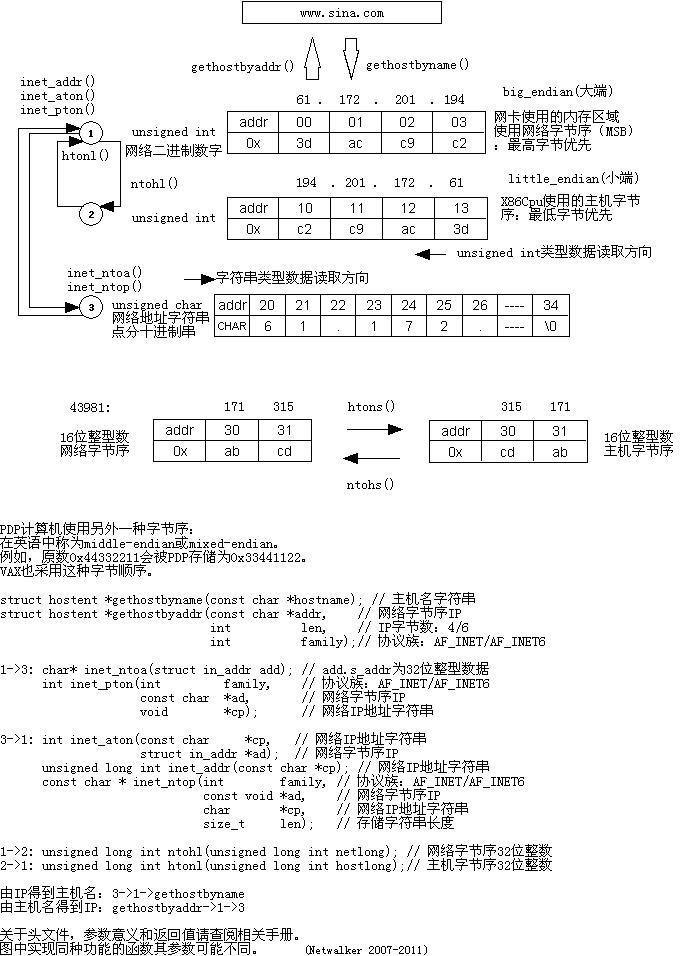 www.sina.com
gethostbyaddr()
gethostbyname()
inet_addr()
inet_aton()
inet_pton()
61 . 172 . 201 . 194
big_endian(大端)
1
unsigned int
网络二进制数字
addr 00 01 02 03
0x 3d ac c9 c2
网卡使用的内存区域
使用网络字节序（MSB）
：最高字节优先
htonl()
ntohl()
194 . 201 . 172 . 61
little_endian(小端)
2
unsigned int
addr 10 11 12 13
0x c2 c9 ac 3d
X86Cpu使用的主机字节
序：最低字节优先
unsigned int类型数据读取方向
inet_ntoa()
inet_ntop()
字符串类型数据读取方向
3
unsigned char
网络地址字符串
点分十进制串
addr 20 21 22 23 24 25 26 ---- 34
CHAR 6 1 . 1 7 2 . ---- \0
43981:
171 315
htons()
315 171
16位整型数
网络字节序
addr 30 31
0x ab cd
addr 30 31
0x cd ab
16位整型数
主机字节序
ntohs()
PDP计算机使用另外一种字节序：
在英语中称为middle-endian或mixed-endian。
例如，原数0x44332211会被PDP存储为0x33441122。
VAX也采用这种字节顺序。
struct hostent *gethostbyname(const char *hostname); // 主机名字符串
struct hostent *gethostbyaddr(const char *addr, // 网络字节序IP
int len, // IP字节数：4/6
int family);// 协议族：AF_INET/AF_INET6
1->3: char* inet_ntoa(struct in_addr add); // add.s_addr为32位整型数据
int inet_pton(int family, // 协议族：AF_INET/AF_INET6
const char *ad, // 网络字节序IP
void *cp); // 网络IP地址字符串
3->1: int inet_aton(const char *cp, // 网络IP地址字符串
struct in_addr *ad); // 网络字节序IP
unsigned long int inet_addr(const char *cp); // 网络IP地址字符串
const char * inet_ntop(int family, // 协议族：AF_INET/AF_INET6
const void *ad, // 网络字节序IP
char *cp, // 网络IP地址字符串
size_t len); // 存储字符串长度
1->2: unsigned long int ntohl(unsigned long int netlong); // 网络字节序32位整数
2->1: unsigned long int htonl(unsigned long int hostlong);// 主机字节序32位整数
由IP得到主机名：3->1->gethostbyname
由主机名得到IP：gethostbyaddr->1->3
关于头文件，参数意义和返回值请查阅相关手册。
图中实现同种功能的函数其参数可能不同。 (Netwalker 2007-2011)